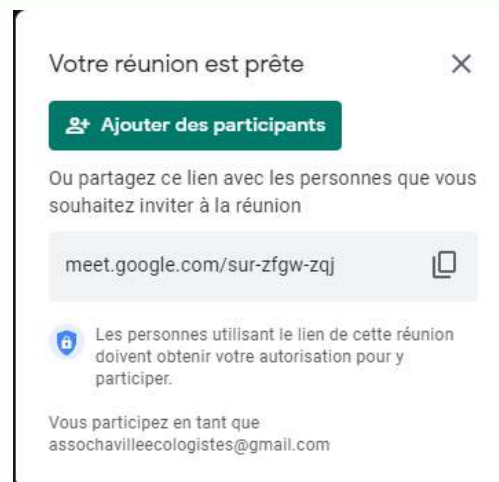 Votre réunion est prête
Ajouter des participants
Ou partagez ce lien avec les personnes que vous
souhaitez inviter à la réunion
meet.google.com/sur-zfgw-zqj
Les personnes utilisant le lien de cette réunion
doivent obtenir votre autorisation pour y
participer.
Vous participez en tant que
assochavilleecologistes@gmail.com